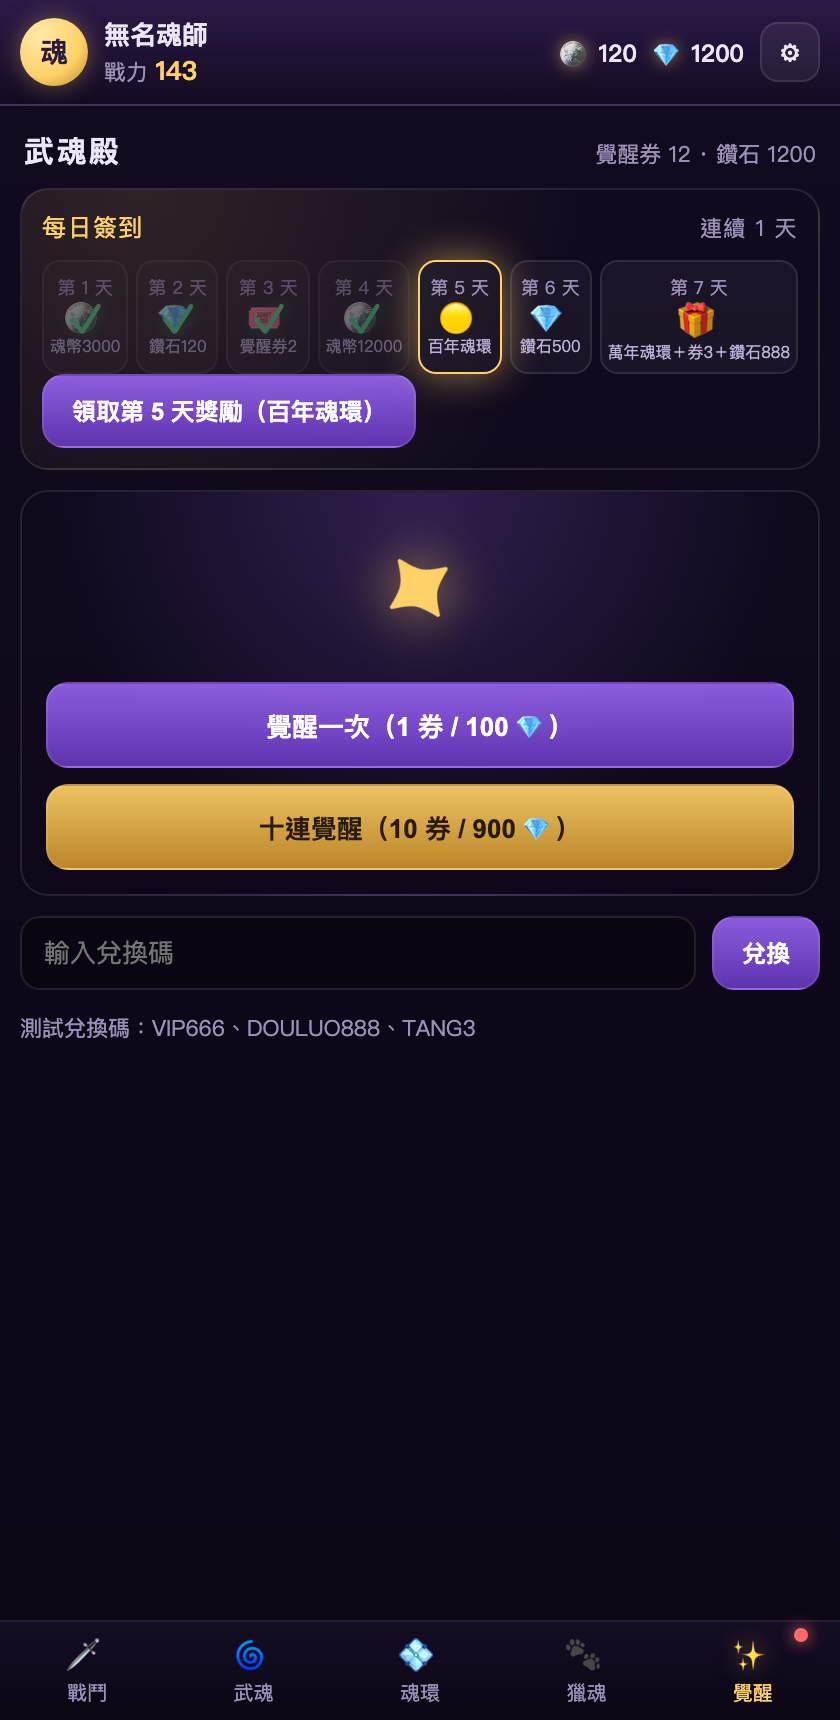 魂
無名魂師
戰力 143
120
1200
武魂殿
覺醒券 12 · 鑽石 1200
每日簽到
連續 1 天
第 1 天
魂幣3000
第 2 天
鑽石120
第 3 天
覺醒券2
第 4 天
魂幣12000
第 5 天
百年魂環
第 6 天
鑽石500
第 7 天
萬年魂環＋券3＋鑽石888
領取第 5 天獎勵（百年魂環）
覺醒一次（1 券 / 100 💎 ）
十連覺醒（10 券 / 900 💎 ）
輸入兌換碼
兌換
測試兌換碼：VIP666、DOULUO888、TANG3
戰鬥
武魂
魂環
獵魂
覺醒